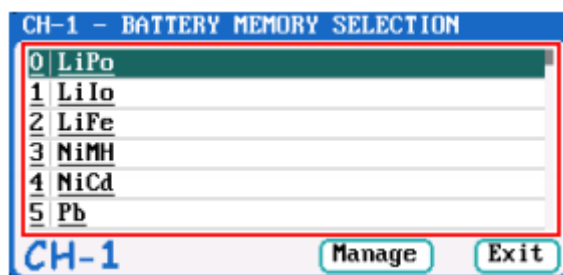 CH-1 - BATTERY MEMORY SELECTION
0 LiPo
1 LiIo
2 LiFe
3 NiMH
4 NiCd
5 Pb
CH-1 Manage Exit